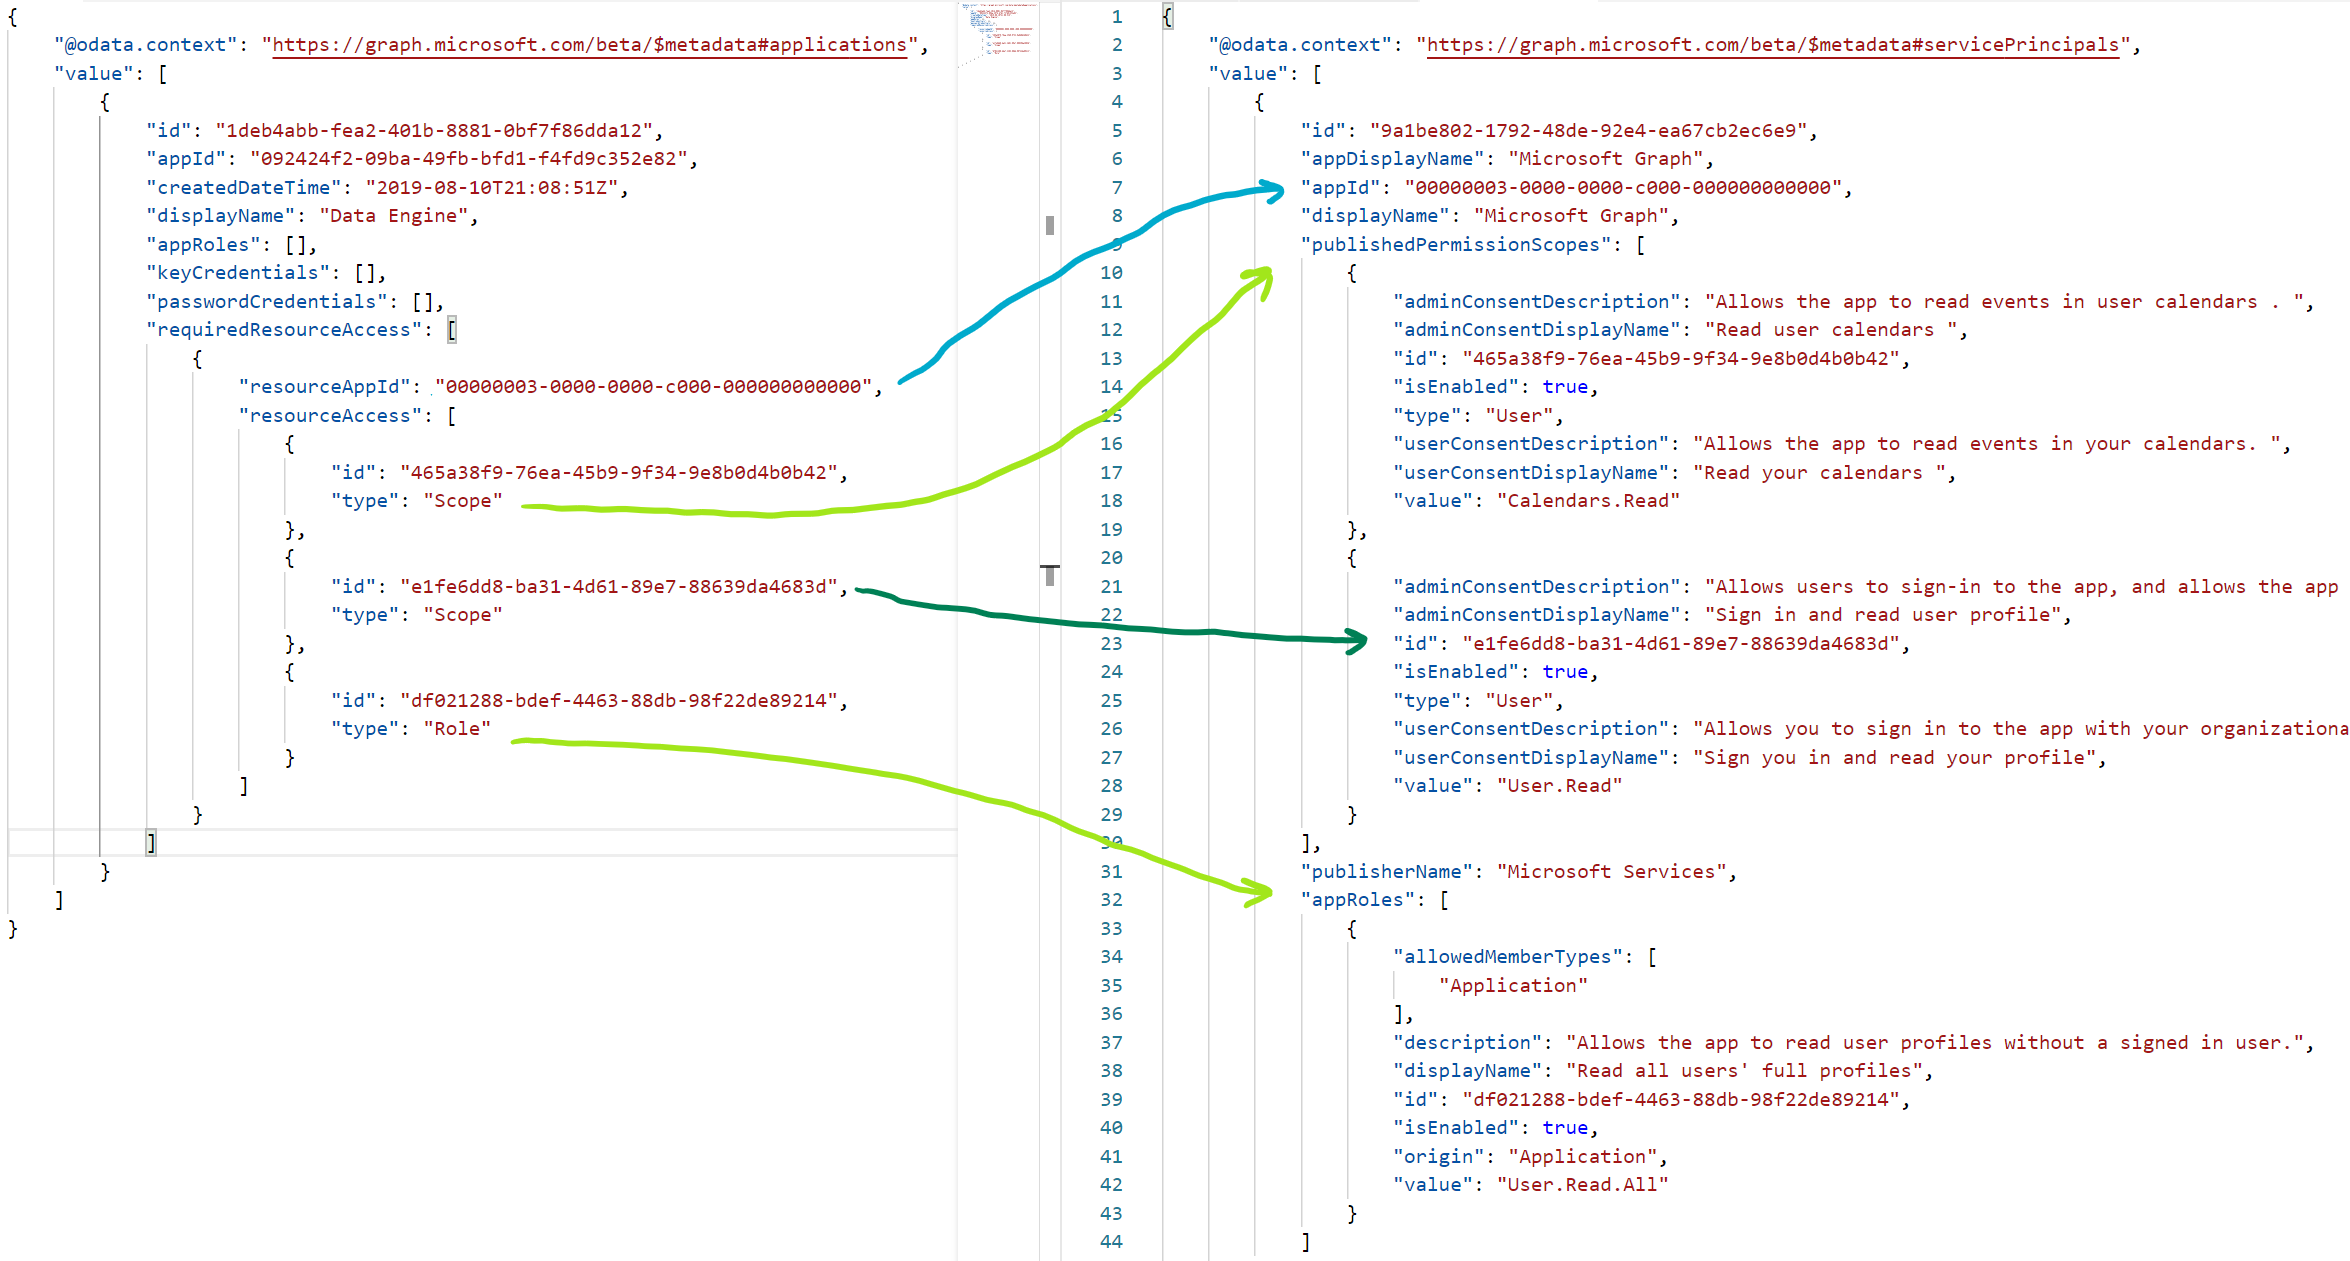 {
"@odata.context": "https://graph.microsoft.com/beta/$metadata#applications",
"value": [
{
"id": "1deb4abb-fea2-401b-8881-0bf7f86dda12",
"appId": "092424f2-09ba-49fb-bfd1-f4fd9c352e82",
"createdDateTime": "2019-08-10T21:08:51Z",
"displayName": "Data Engine",
"appRoles": [],
"keyCredentials": [],
"passwordCredentials": [],
"requiredResourceAccess": [
{
"resourceAppId": "00000003-0000-0000-c000-000000000000",
"resourceAccess": [
{
"id": "465a38f9-76ea-45b9-9f34-9e8b0d4b0b42",
"type": "Scope"
},
{
"id": "e1fe6dd8-ba31-4d61-89e7-88639da4683d",
"type": "Scope"
},
{
"id": "df021288-bdef-4463-88db-98f22de89214",
"type": "Role"
}
]
}
]
}
]
}
1 {
2 "@odata.context": "https://graph.microsoft.com/beta/$metadata#servicePrincipals",
3 "value": [
4 {
5 "id": "9a1be802-1792-48de-92e4-ea67cb2ec6e9",
6 "appDisplayName": "Microsoft Graph",
7 "appId": "00000003-0000-0000-c000-000000000000",
8 "displayName": "Microsoft Graph",
9 "publishedPermissionScopes": [
10 {
11 "adminConsentDescription": "Allows the app to read events in user calendars . ",
12 "adminConsentDisplayName": "Read user calendars ",
13 "id": "465a38f9-76ea-45b9-9f34-9e8b0d4b0b42",
14 "isEnabled": true,
15 "type": "User",
16 "userConsentDescription": "Allows the app to read events in your calendars. ",
17 "userConsentDisplayName": "Read your calendars ",
18 "value": "Calendars.Read"
19 },
20 {
21 "adminConsentDescription": "Allows users to sign-in to the app, and allows the app
22 "adminConsentDisplayName": "Sign in and read user profile",
23 "id": "e1fe6dd8-ba31-4d61-89e7-88639da4683d",
24 "isEnabled": true,
25 "type": "User",
26 "userConsentDescription": "Allows you to sign in to the app with your organizationa
27 "userConsentDisplayName": "Sign you in and read your profile",
28 "value": "User.Read"
29 }
30 ],
31 "publisherName": "Microsoft Services",
32 "appRoles": [
33 {
34 "allowedMemberTypes": [
35 "Application"
36 ],
37 "description": "Allows the app to read user profiles without a signed in user.",
38 "displayName": "Read all users' full profiles",
39 "id": "df021288-bdef-4463-88db-98f22de89214",
40 "isEnabled": true,
41 "origin": "Application",
42 "value": "User.Read.All"
43 }
44 ]